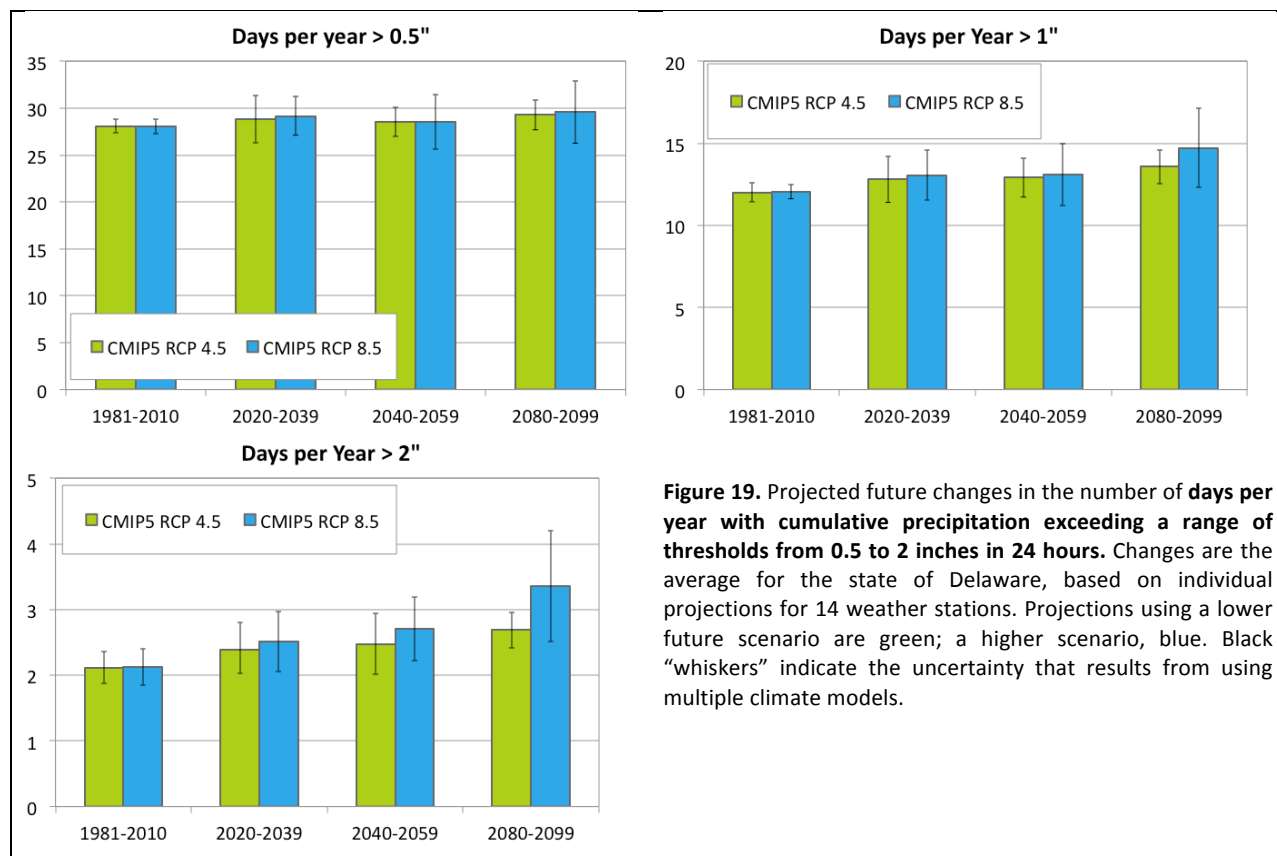 Days per year > 0.5"
35
30
25
20
15
10
5
0
CMIP5 RCP 4.5 CMIP5 RCP 8.5
1981-2010 2020-2039 2040-2059 2080-2099
Days per Year > 1"
20
15
10
5
0
CMIP5 RCP 4.5 CMIP5 RCP 8.5
1981-2010 2020-2039 2040-2059 2080-2099
Days per Year > 2"
5
4
3
2
1
0
CMIP5 RCP 4.5 CMIP5 RCP 8.5
1981-2010 2020-2039 2040-2059 2080-2099
Figure 19. Projected future changes in the number of days per
year with cumulative precipitation exceeding a range of
thresholds from 0.5 to 2 inches in 24 hours. Changes are the
average for the state of Delaware, based on individual
projections for 14 weather stations. Projections using a lower
future scenario are green; a higher scenario, blue. Black
“whiskers” indicate the uncertainty that results from using
multiple climate models.